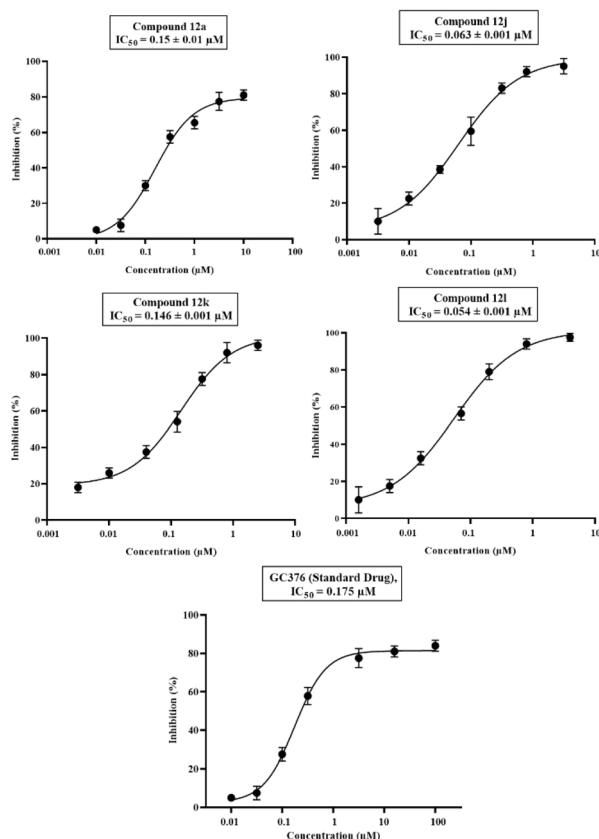 Compound 12a
IC50 = 0.15 ± 0.01 µM
Inhibition (%)
100
80
60
40
20
0
0.001 0.01 0.1 1 10 100
Concentration (µM)
Compound 12j
IC50 = 0.063 ± 0.001 µM
Inhibition (%)
100
80
60
40
20
0
0.001 0.01 0.1 1 10
Concentration (µM)
Compound 12k
IC50 = 0.146 ± 0.001 µM
Inhibition (%)
100
80
60
40
20
0
0.001 0.01 0.1 1 10
Concentration (µM)
Compound 12l
IC50 = 0.054 ± 0.001 µM
Inhibition (%)
100
80
60
40
20
0
0.001 0.01 0.1 1 10
Concentration (µM)
GC376 (Standard Drug),
IC50 = 0.175 µM
Inhibition (%)
100
80
60
40
20
0
0.01 0.1 1 10 100
Concentration (µM)